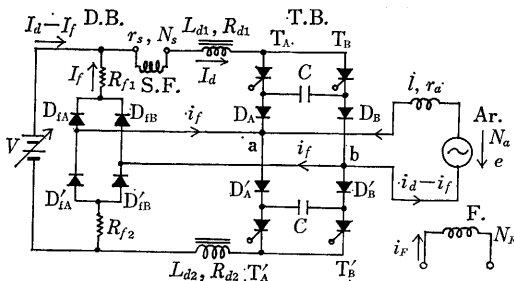 D.B.
T.B.
I_d−I_f
r_s, N_s
L_d1, R_d1
T_A
T_B
I_f
R_f1
S.F.
I_d
C
D_fA
D_fB
i_f
D_A
D_B
l, r_a
Ar.
N_a
V
a
i_f
b
e
D'_fA
D'_fB
D'_A
D'_B
i_d−i_f
C
F.
R_f2
i_F
L_d2, R_d2
T'_A
T'_B